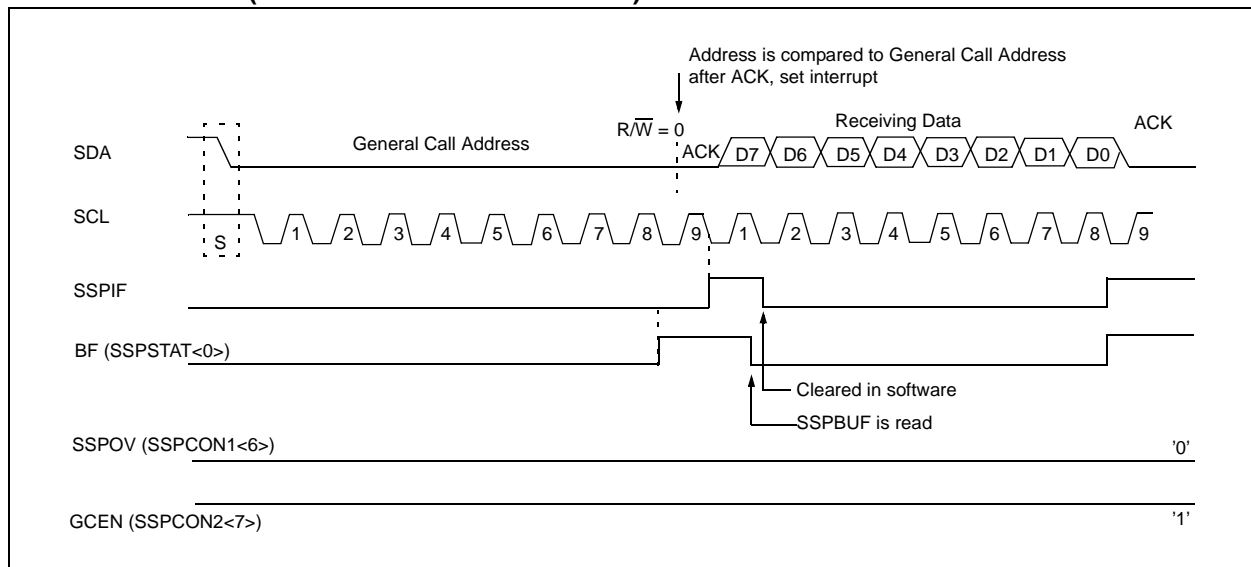 Address is compared to General Call Address
after ACK, set interrupt
R/W̅ = 0
Receiving Data
ACK
SDA
General Call Address
ACK
D7 D6 D5 D4 D3 D2 D1 D0
SCL
S
1 2 3 4 5 6 7 8 9 1 2 3 4 5 6 7 8 9
SSPIF
BF (SSPSTAT<0>)
Cleared in software
SSPBUF is read
SSPOV (SSPCON1<6>)
'0'
GCEN (SSPCON2<7>)
'1'